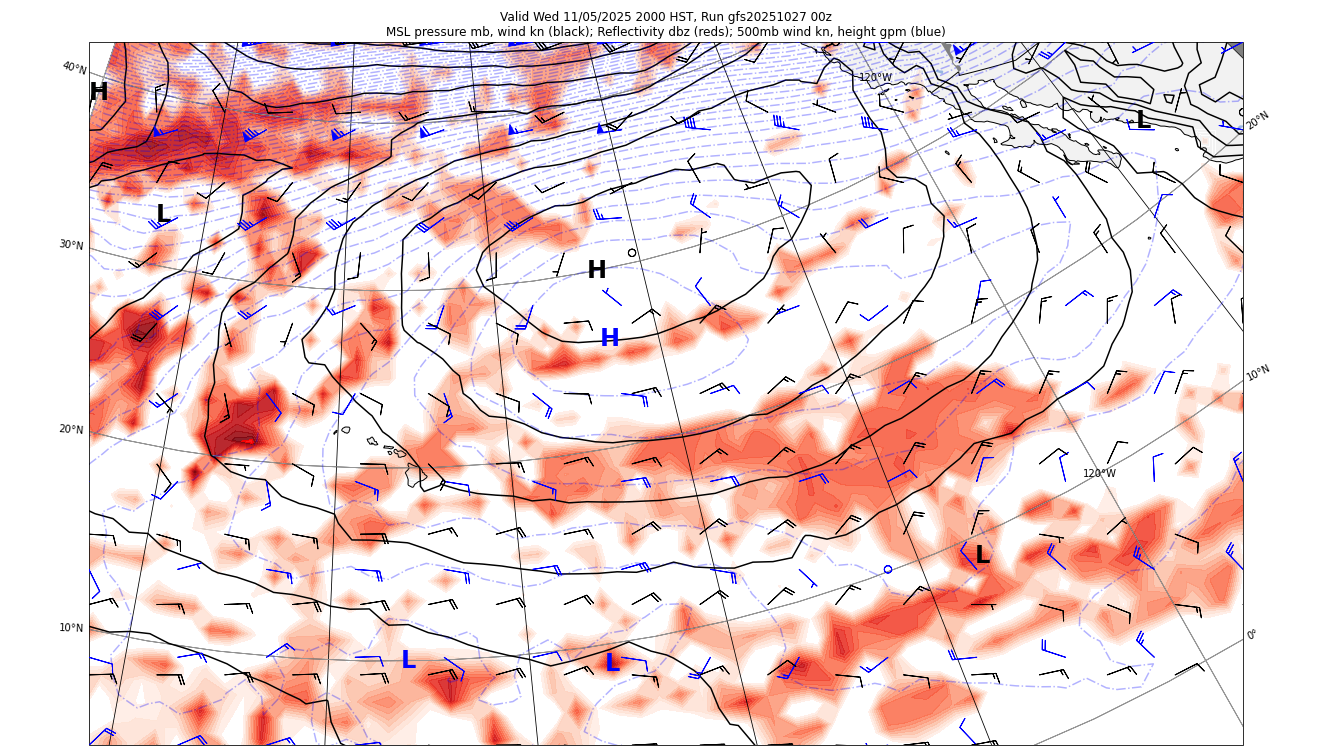 Valid Wed 11/05/2025 2000 HST, Run gfs20251027 00z
MSL pressure mb, wind kn (black); Reflectivity dbz (reds); 500mb wind kn, height gpm (blue)
40°N
120°W
H
L
20°N
L
30°N
H
H
10°N
20°N
120°W
L
10°N
0°
L
L